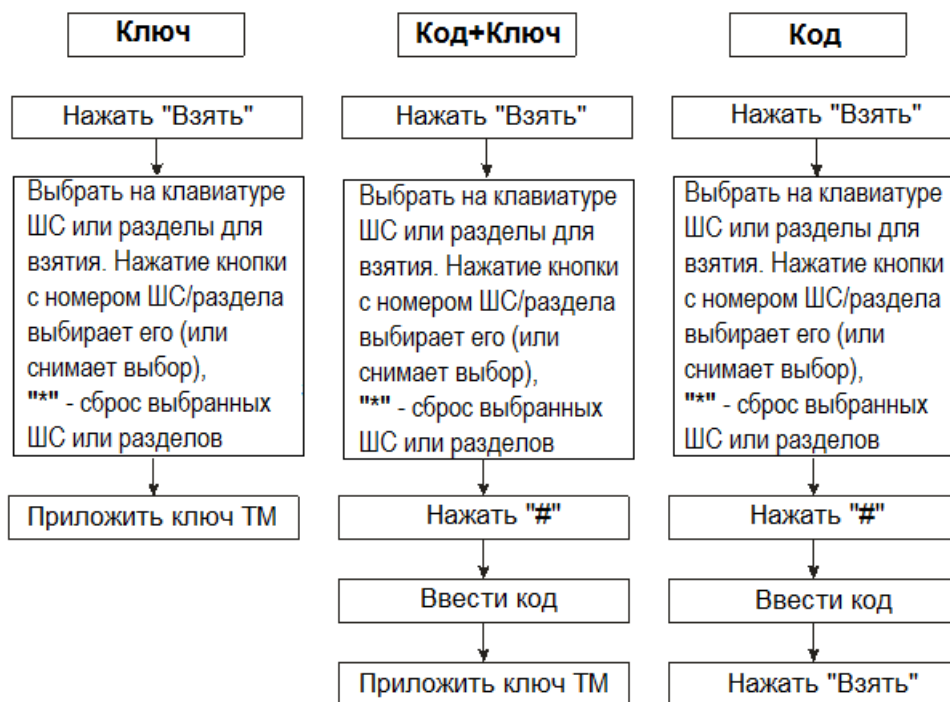 Ключ
Нажать "Взять"
Выбрать на клавиатуре
ШС или разделы для
взятия. Нажатие кнопки
с номером ШС/раздела
выбирает его (или
снимает выбор),
"*" - сброс выбранных
ШС или разделов
Приложить ключ ТМ
Код+Ключ
Нажать "Взять"
Выбрать на клавиатуре
ШС или разделы для
взятия. Нажатие кнопки
с номером ШС/раздела
выбирает его (или
снимает выбор),
"*" - сброс выбранных
ШС или разделов
Нажать "#"
Ввести код
Приложить ключ ТМ
Код
Нажать "Взять"
Выбрать на клавиатуре
ШС или разделы для
взятия. Нажатие кнопки
с номером ШС/раздела
выбирает его (или
снимает выбор),
"*" - сброс выбранных
ШС или разделов
Нажать "#"
Ввести код
Нажать "Взять"